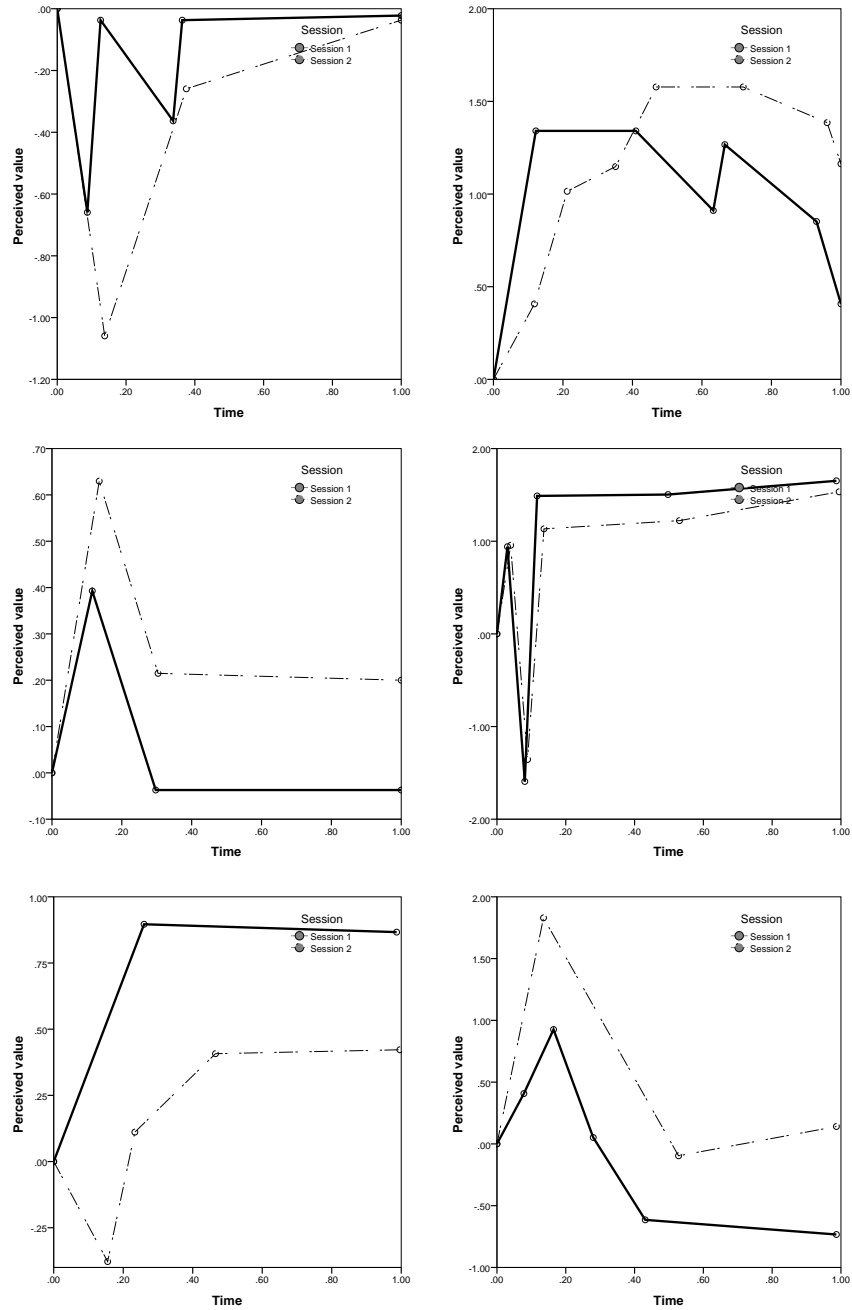 .00
-.20
-.40
-.60
-.80
-1.00
-1.20
Perceived value
Session
Session 1
Session 2
.00 .20 .40 .60 .80 1.00
Time
2.00
1.50
1.00
.50
.00
Perceived value
Session
Session 1
Session 2
.00 .20 .40 .60 .80 1.00
Time
.70
.60
.50
.40
.30
.20
.10
.00
-.10
Perceived value
Session
Session 1
Session 2
.00 .20 .40 .60 .80 1.00
Time
2.00
1.00
.00
-1.00
-2.00
Perceived value
Session
Session 1
Session 2
.00 .20 .40 .60 .80 1.00
Time
1.00
.75
.50
.25
.00
-.25
Perceived value
Session
Session 1
Session 2
.00 .20 .40 .60 .80 1.00
Time
2.00
1.50
1.00
.50
.00
-.50
-1.00
Perceived value
Session
Session 1
Session 2
.00 .20 .40 .60 .80 1.00
Time